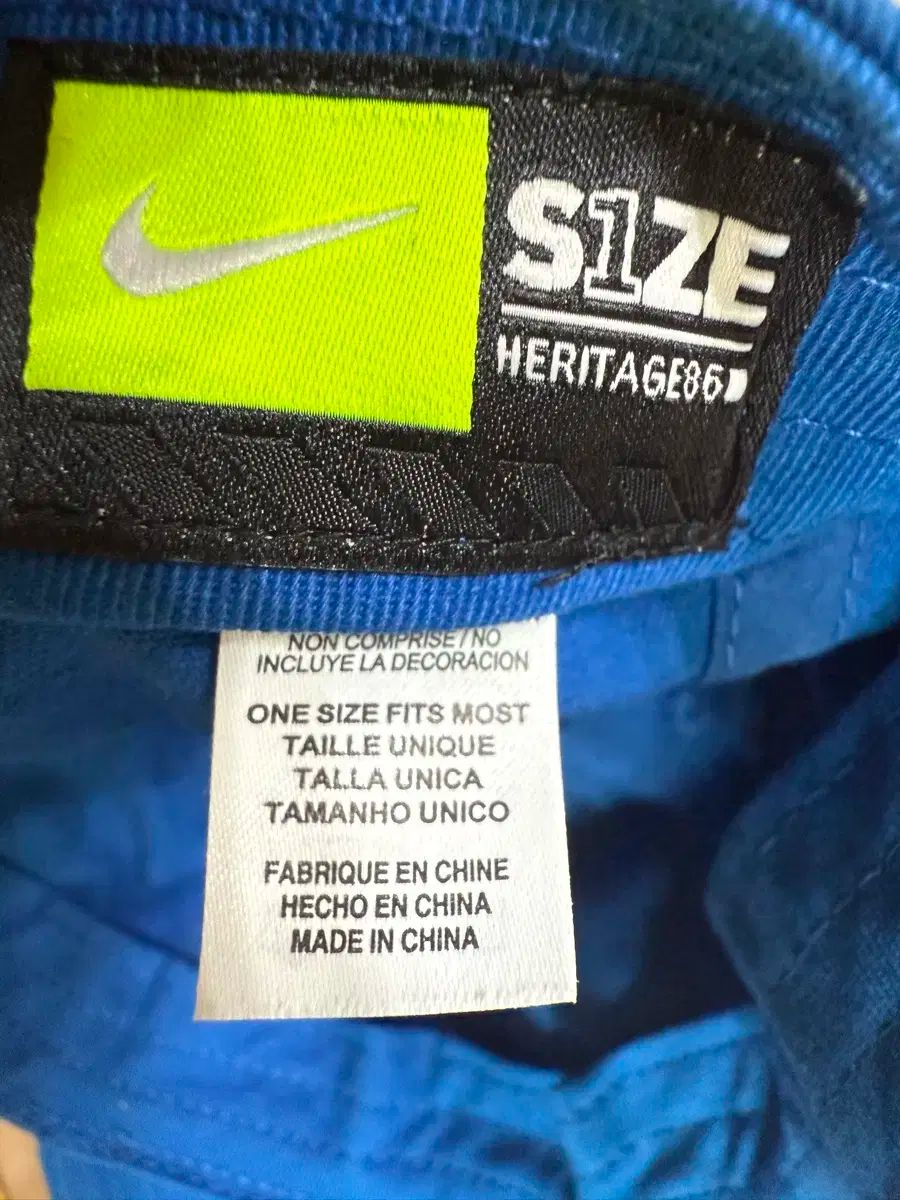 S1ZE
HERITAGE86
NON COMPRISE / NO
INCLUYE LA DECORACION
ONE SIZE FITS MOST
TAILLE UNIQUE
TALLA UNICA
TAMANHO UNICO
FABRIQUE EN CHINE
HECHO EN CHINA
MADE IN CHINA